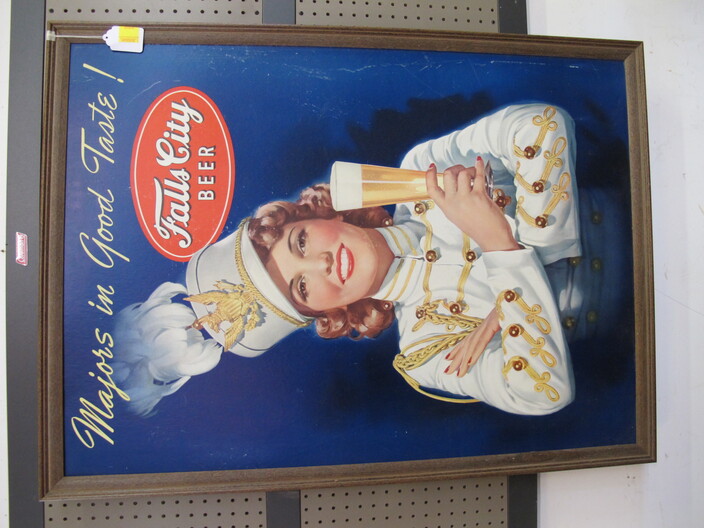 Majors in Good Taste!
Falls City
BEER